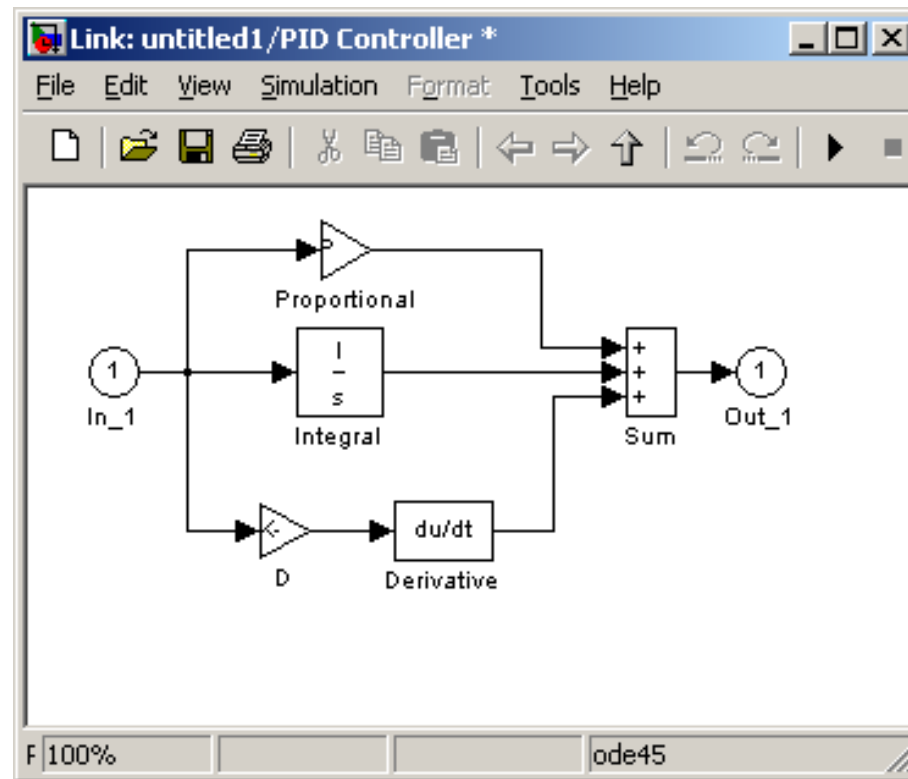 Link: untitled1/PID Controller *
File Edit View Simulation Format Tools Help
Proportional
I
s
1
In_1
Integral
+
+
+
Sum
1
Out_1
<-
D
du/dt
Derivative
F 100% ode45